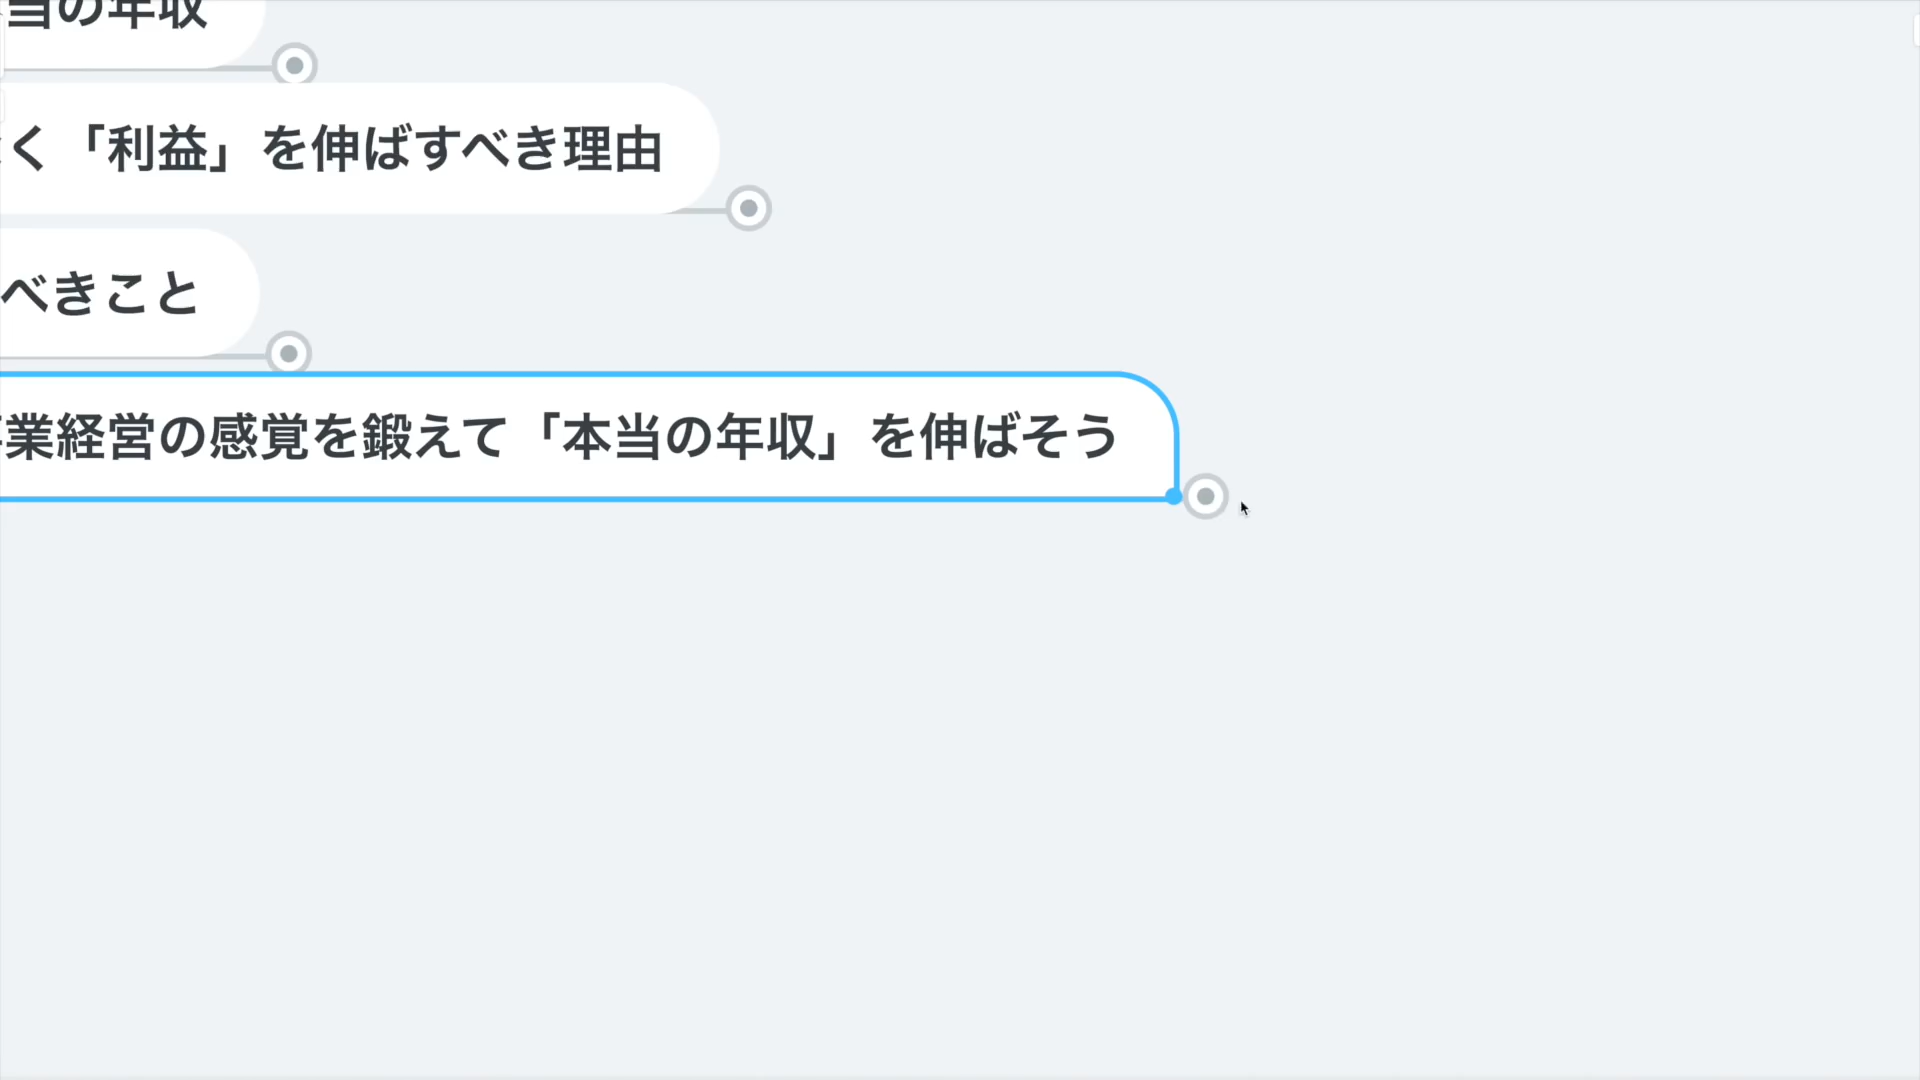 当の年収
く「利益」を伸ばすべき理由
べきこと
業経営の感覚を鍛えて「本当の年収」を伸ばそう